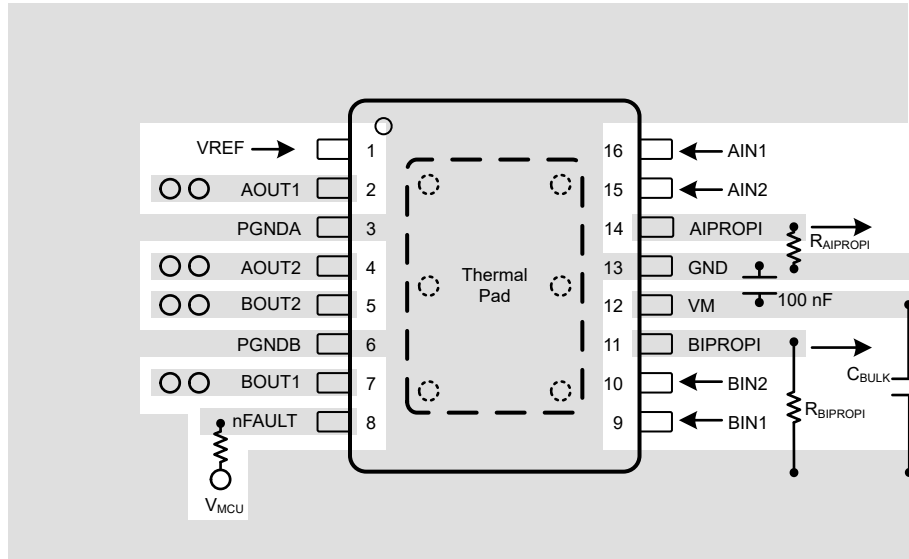 VREF 1 16 AIN1
AOUT1 2 15 AIN2
PGNDA 3 14 AIPROPI
RAIPROPI
AOUT2 4 13 GND
Thermal
Pad
BOUT2 5 12 VM 100 nF
PGNDB 6 11 BIPROPI
CBULK
BOUT1 7 10 BIN2
RBIPROPI
nFAULT 8 9 BIN1
VMCU